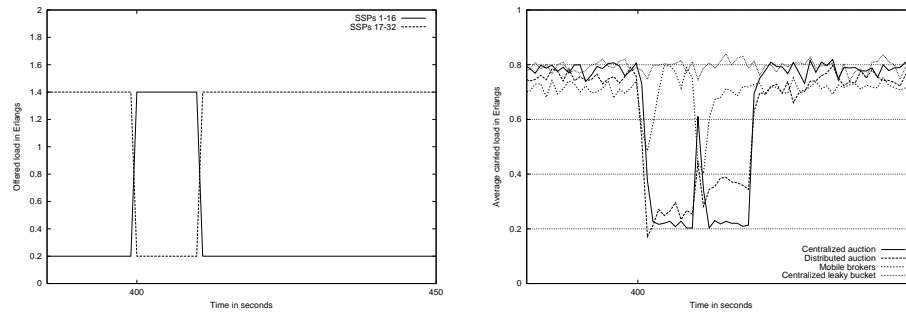 2
1.8
1.6
1.4
1.2
1
0.8
0.6
0.4
0.2
0
Offered load in Erlangs
SSPs 1-16
SSPs 17-32
400
450
Time in seconds
1
0.8
0.6
0.4
0.2
0
Average carried load in Erlangs
Centralized auction
Distributed auction
Mobile brokers
Centralized leaky bucket
400
Time in seconds